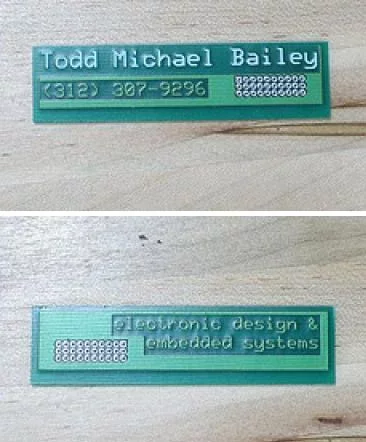 Todd Michael Bailey
(312) 307-9296
electronic design &
embedded systems